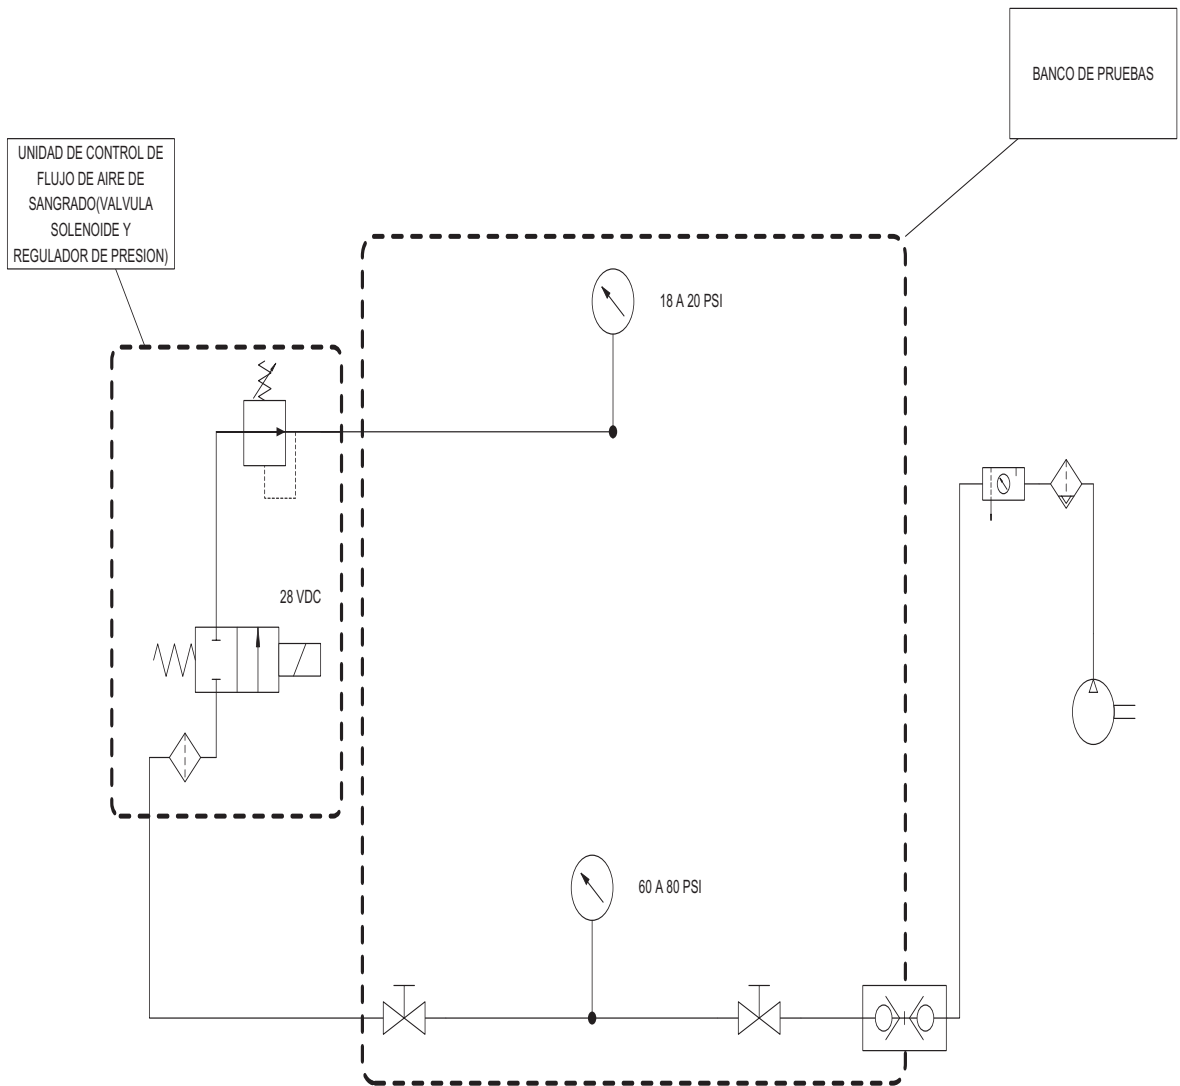 BANCO DE PRUEBAS
UNIDAD DE CONTROL DE
FLUJO DE AIRE DE
SANGRADO(VALVULA
SOLENOIDE Y
REGULADOR DE PRESION)
18 A 20 PSI
28 VDC
60 A 80 PSI